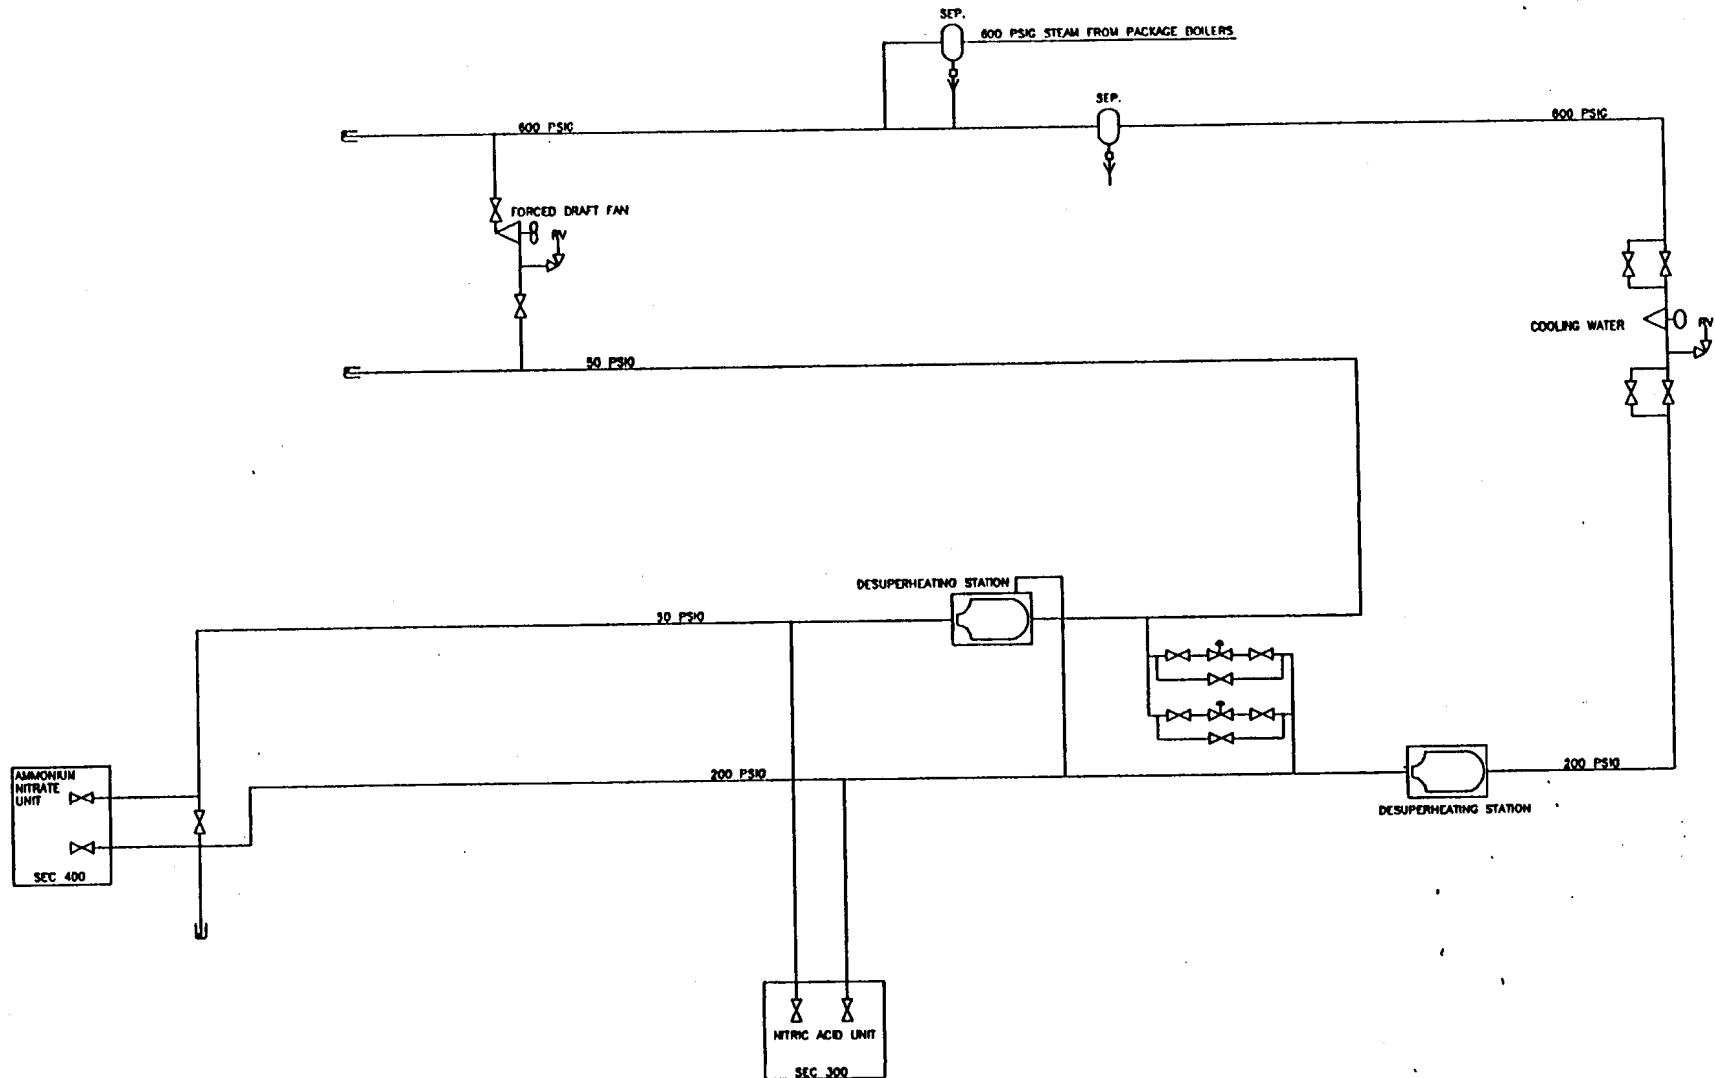 SEP.
600 PSIG STEAM FROM PACKAGE BOILERS
SEP.
600 PSIG
600 PSIG
FORCED DRAFT FAN
RV
COOLING WATER
RV
50 PSIG
DESUPERHEATING STATION
50 PSIG
200 PSIG
200 PSIG
DESUPERHEATING STATION
AMMONIUM
NITRATE
UNIT
SEC 400
NITRIC ACID UNIT
SEC 300